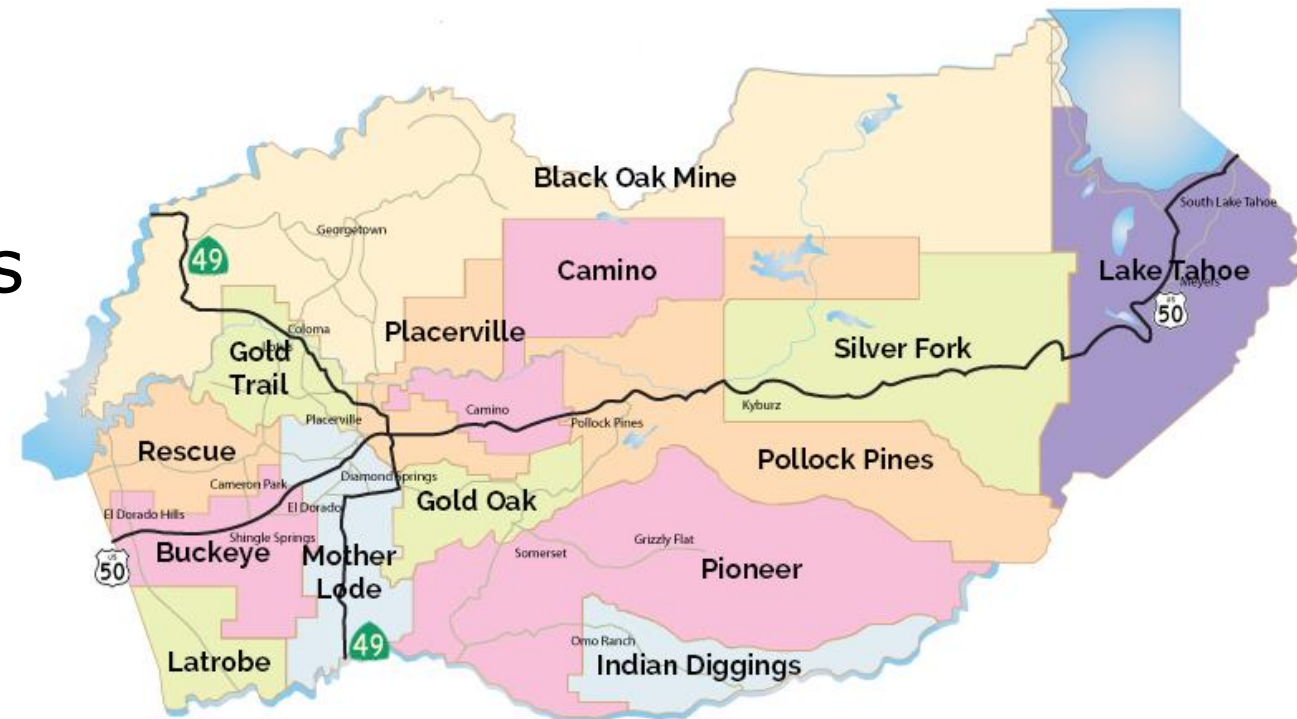 s
Black Oak Mine
South Lake Tahoe
Georgetown
49
Camino
Lake Tahoe
Meyers
US
50
Coloma
Placerville
Gold
Trail
Silver Fork
Placerville
Camino
Kyburz
Pollock Pines
Rescue
Pollock Pines
Cameron Park
Diamond Springs
Gold Oak
El Dorado Hills
El Dorado
Shingle Springs
Buckeye
US
50
Mother
Lode
Somerset
Grizzly Flat
Pioneer
49
Omo Ranch
Latrobe
Indian Diggings